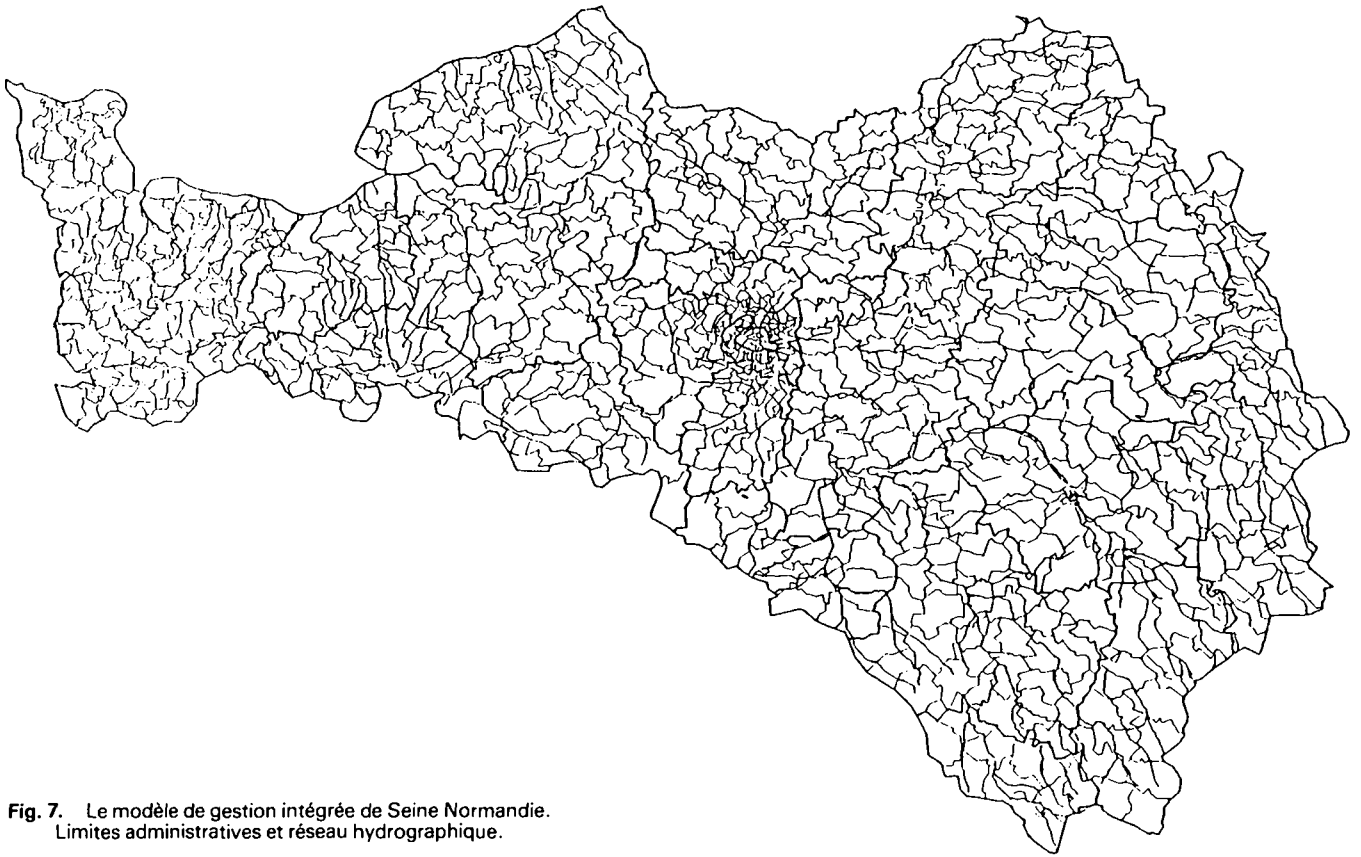 Fig. 7. Le modèle de gestion intégrée de Seine Normandie.
Limites administratives et réseau hydrographique.